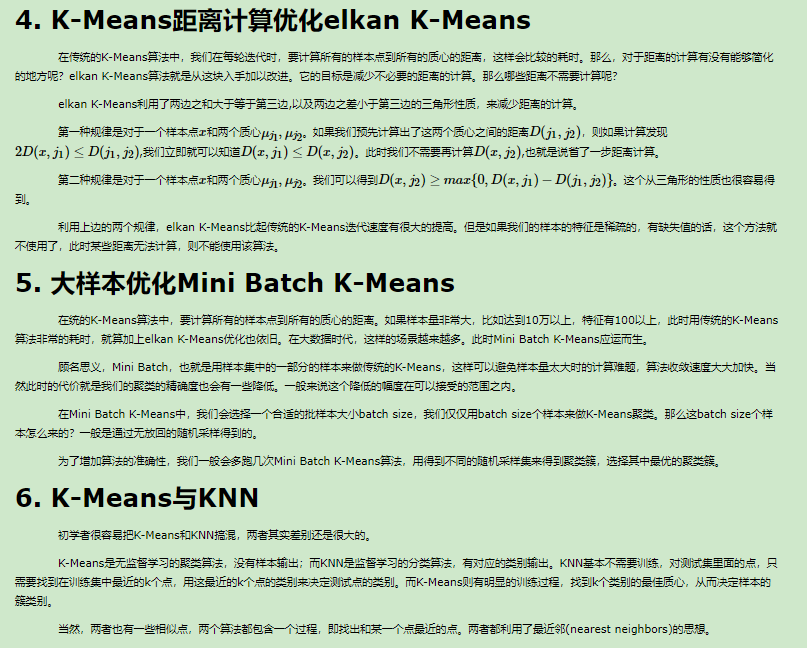 4. K-Means距离计算优化elkan K-Means
在传统的K-Means算法中，我们在每轮迭代时，要计算所有的样本点到所有的质心的距离，这样会比较的耗时。那么，对于距离的计算有没有能够简化
的地方呢？elkan K-Means算法就是从这块入手加以改进。它的目标是减少不必要的距离的计算。那么哪些距离不需要计算呢？
elkan K-Means利用了两边之和大于等于第三边,以及两边之差小于第三边的三角形性质，来减少距离的计算。
第一种规律是对于一个样本点x和两个质心μj₁, μj₂。如果我们预先计算出了这两个质心之间的距离D(j₁, j₂)，则如果计算发现
2D(x, j₁) ≤ D(j₁, j₂),我们立即就可以知道D(x, j₁) ≤ D(x, j₂)。此时我们不需要再计算D(x, j₂),也就是说省了一步距离计算。
第二种规律是对于一个样本点x和两个质心μj₁, μj₂。我们可以得到D(x, j₂) ≥ max{0, D(x, j₁) − D(j₁, j₂)}。这个从三角形的性质也很容易得
到。
利用上边的两个规律，elkan K-Means比起传统的K-Means迭代速度有很大的提高。但是如果我们的样本的特征是稀疏的，有缺失值的话，这个方法就
不使用了，此时某些距离无法计算，则不能使用该算法。
5. 大样本优化Mini Batch K-Means
在统的K-Means算法中，要计算所有的样本点到所有的质心的距离。如果样本量非常大，比如达到10万以上，特征有100以上，此时用传统的K-Means
算法非常的耗时，就算加上elkan K-Means优化也依旧。在大数据时代，这样的场景越来越多。此时Mini Batch K-Means应运而生。
顾名思义，Mini Batch，也就是用样本集中的一部分的样本来做传统的K-Means，这样可以避免样本量太大时的计算难题，算法收敛速度大大加快。当
然此时的代价就是我们的聚类的精确度也会有一些降低。一般来说这个降低的幅度在可以接受的范围之内。
在Mini Batch K-Means中，我们会选择一个合适的批样本大小batch size，我们仅仅用batch size个样本来做K-Means聚类。那么这batch size个样
本怎么来的？一般是通过无放回的随机采样得到的。
为了增加算法的准确性，我们一般会多跑几次Mini Batch K-Means算法，用得到不同的随机采样集来得到聚类簇，选择其中最优的聚类簇。
6. K-Means与KNN
初学者很容易把K-Means和KNN搞混，两者其实差别还是很大的。
K-Means是无监督学习的聚类算法，没有样本输出；而KNN是监督学习的分类算法，有对应的类别输出。KNN基本不需要训练，对测试集里面的点，只
需要找到在训练集中最近的k个点，用这最近的k个点的类别来决定测试点的类别。而K-Means则有明显的训练过程，找到k个类别的最佳质心，从而决定样本的
簇类别。
当然，两者也有一些相似点，两个算法都包含一个过程，即找出和某一个点最近的点。两者都利用了最近邻(nearest neighbors)的思想。